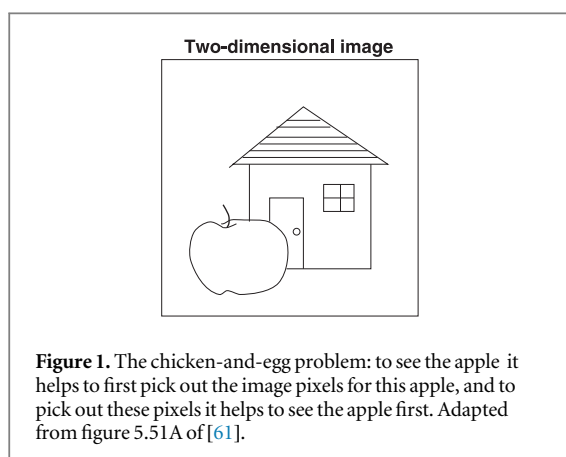 Two-dimensional image
Figure 1. The chicken-and-egg problem: to see the apple it
helps to first pick out the image pixels for this apple, and to
pick out these pixels it helps to see the apple first. Adapted
from figure 5.51A of [61].